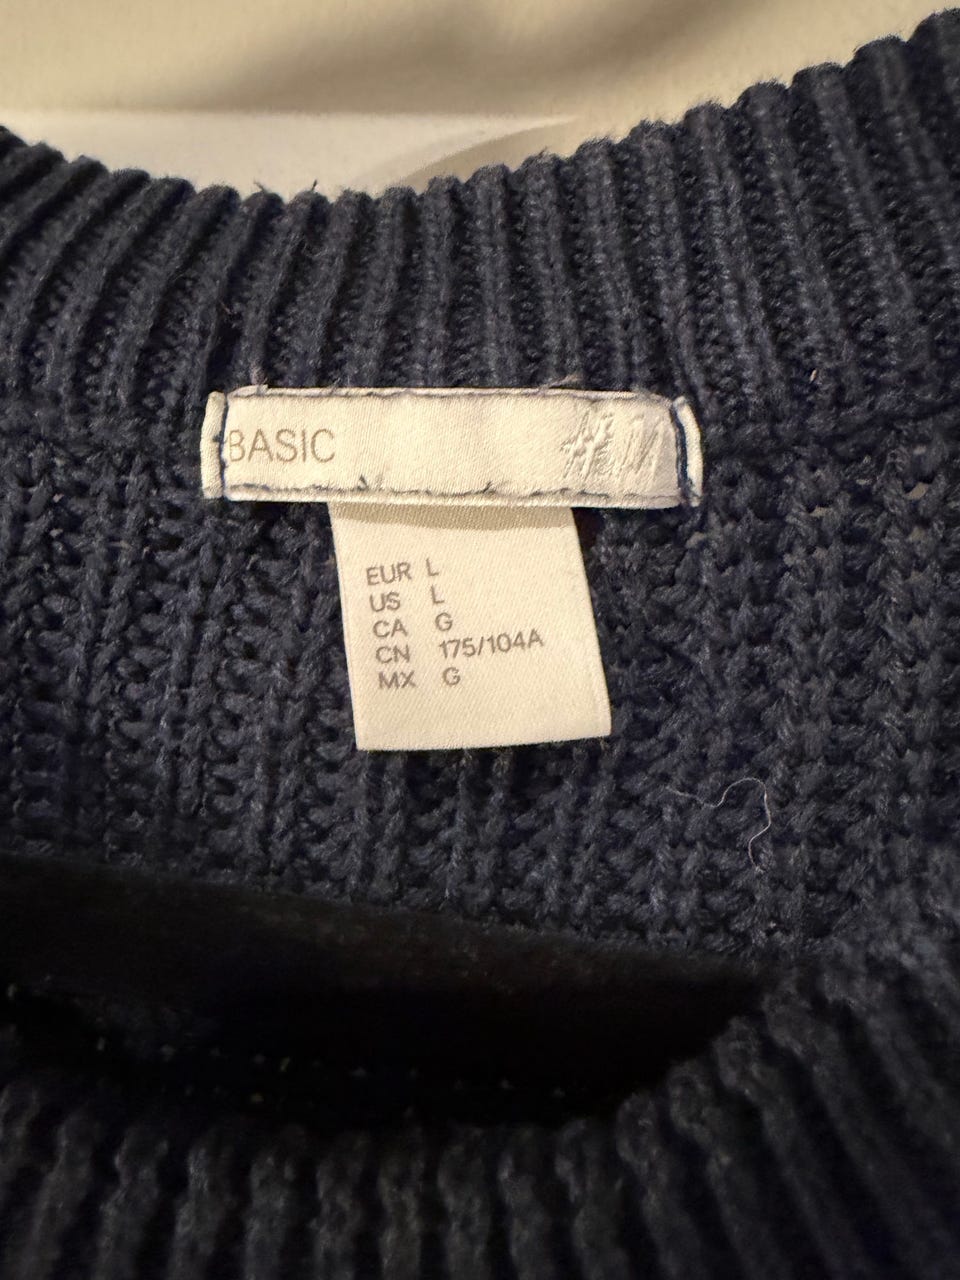 BASIC H&M
EUR L
US L
CA G
CN 175/104A
MX G